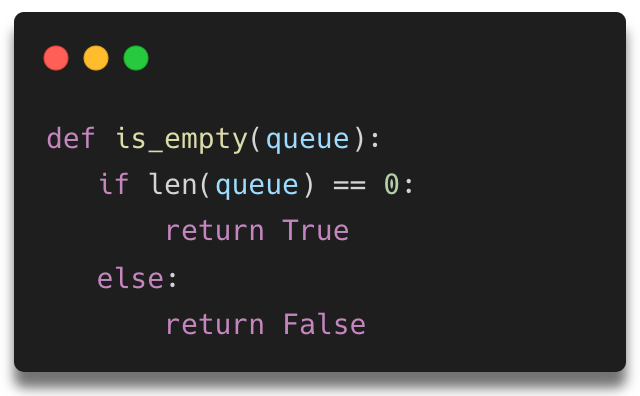 def is_empty(queue):
   if len(queue) == 0:
       return True
   else:
       return False